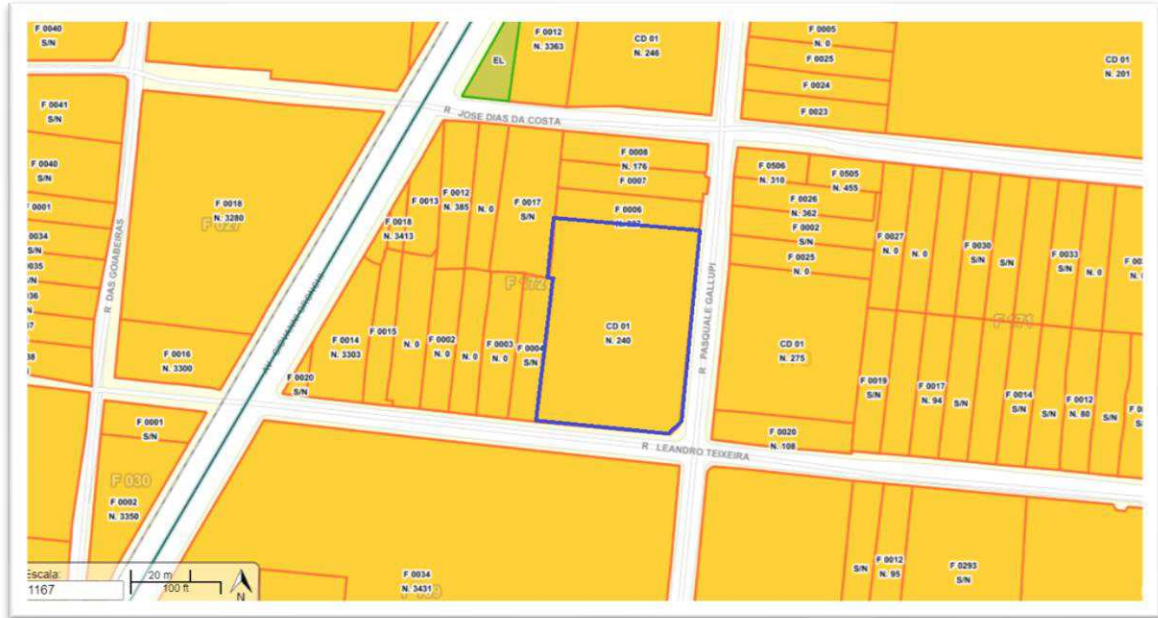 F 0040
S/N
F 0012
N. 3363
CD 01
N. 246
EL
F 0005
N. 0
F 0025
F 0024
F 0023
CD 01
N. 201
F 0041
S/N
R JOSE DIAS DA COSTA
F 0040
S/N
F 0001
0034
S/N
F 0018
N. 3280
R DAS GOIABEIRAS
F 0018
N. 3413
F 0013
F 0012
N. 385
N. 0
F 0017
S/N
F 0008
N. 176
F 0007
F 0006
F 0506
N. 310
F 0505
N. 455
F 0026
N. 362
F 0002
S/N
F 0025
N. 0
F 0027
N. 0
N. 0
F 0030
S/N
S/N
F 0033
S/N
N. 0
R PASQUALE GALLUPI
CD 01
N. 240
CD 01
N. 275
F 0016
N. 3300
F 0014
N. 3303
F 0015
N. 0
F 0002
N. 0
N. 0
F 0003
N. 0
F 0004
S/N
F 0020
S/N
F 0019
S/N
F 0017
N. 94
S/N
F 0014
S/N
S/N
F 0012
N. 80
S/N
F 0020
N. 108
R LEANDRO TEIXEIRA
F 0001
S/N
F 030
F 0002
N. 3350
F 0034
N. 3431
S/N
F 0012
N. 95
F 0293
S/N
Escala:
1167
20 m
100 ft
N